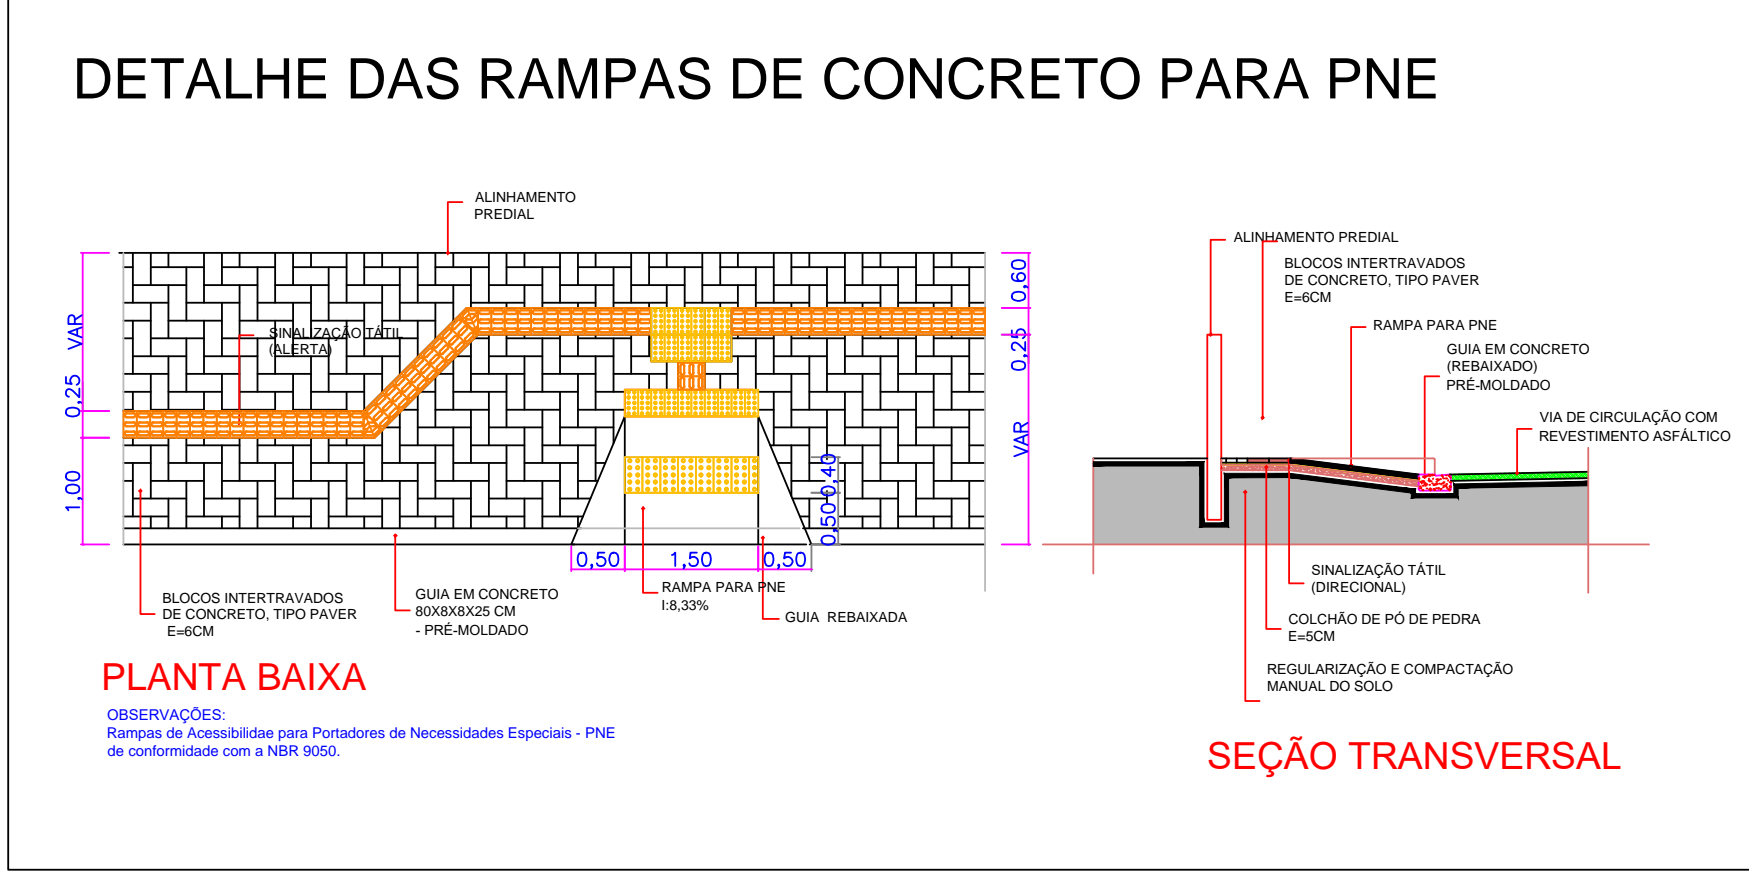 DETALHE DAS RAMPAS DE CONCRETO PARA PNE
ALINHAMENTO
PREDIAL
SINALIZAÇÃO TÁTIL
(ALERTA)
VAR
0,25
1,00
0,60
0,25
VAR
0,40
0,50
0,50
1,50
0,50
BLOCOS INTERTRAVADOS
DE CONCRETO, TIPO PAVER
E=6CM
GUIA EM CONCRETO
80X8X8X25 CM
- PRÉ-MOLDADO
RAMPA PARA PNE
I:8,33%
GUIA REBAIXADA
PLANTA BAIXA
OBSERVAÇÕES:
Rampas de Acessibilidae para Portadores de Necessidades Especiais - PNE
de conformidade com a NBR 9050.
ALINHAMENTO PREDIAL
BLOCOS INTERTRAVADOS
DE CONCRETO, TIPO PAVER
E=6CM
RAMPA PARA PNE
GUIA EM CONCRETO
(REBAIXADO)
PRÉ-MOLDADO
VIA DE CIRCULAÇÃO COM
REVESTIMENTO ASFÁLTICO
SINALIZAÇÃO TÁTIL
(DIRECIONAL)
COLCHÃO DE PÓ DE PEDRA
E=5CM
REGULARIZAÇÃO E COMPACTAÇÃO
MANUAL DO SOLO
SEÇÃO TRANSVERSAL